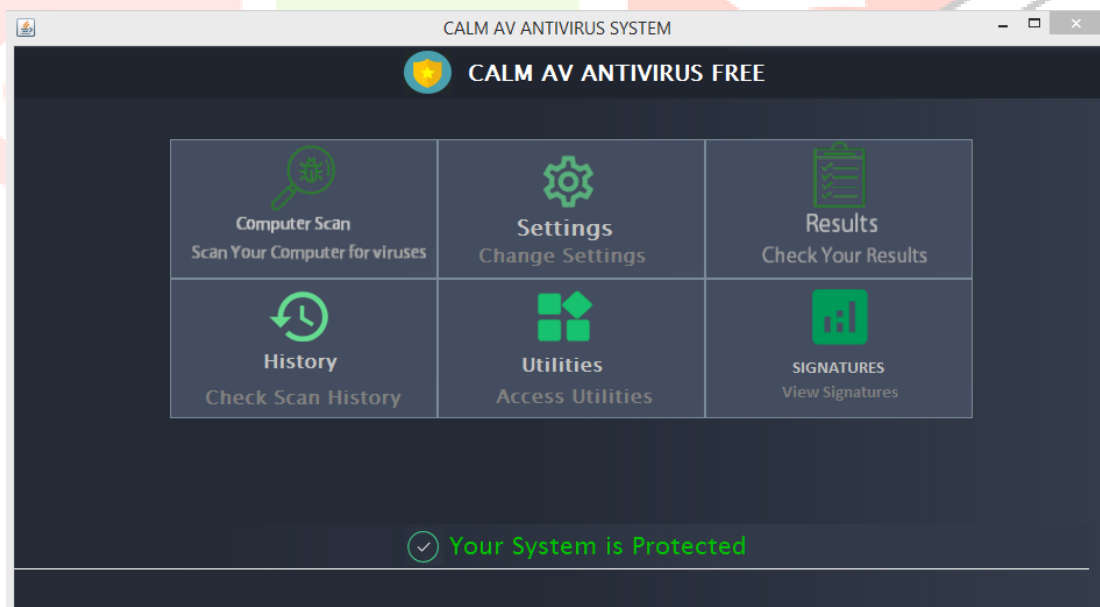 CALM AV ANTIVIRUS SYSTEM
CALM AV ANTIVIRUS FREE
Computer Scan
Scan Your Computer for viruses
Settings
Change Settings
Results
Check Your Results
History
Check Scan History
Utilities
Access Utilities
SIGNATURES
View Signatures
Your System is Protected